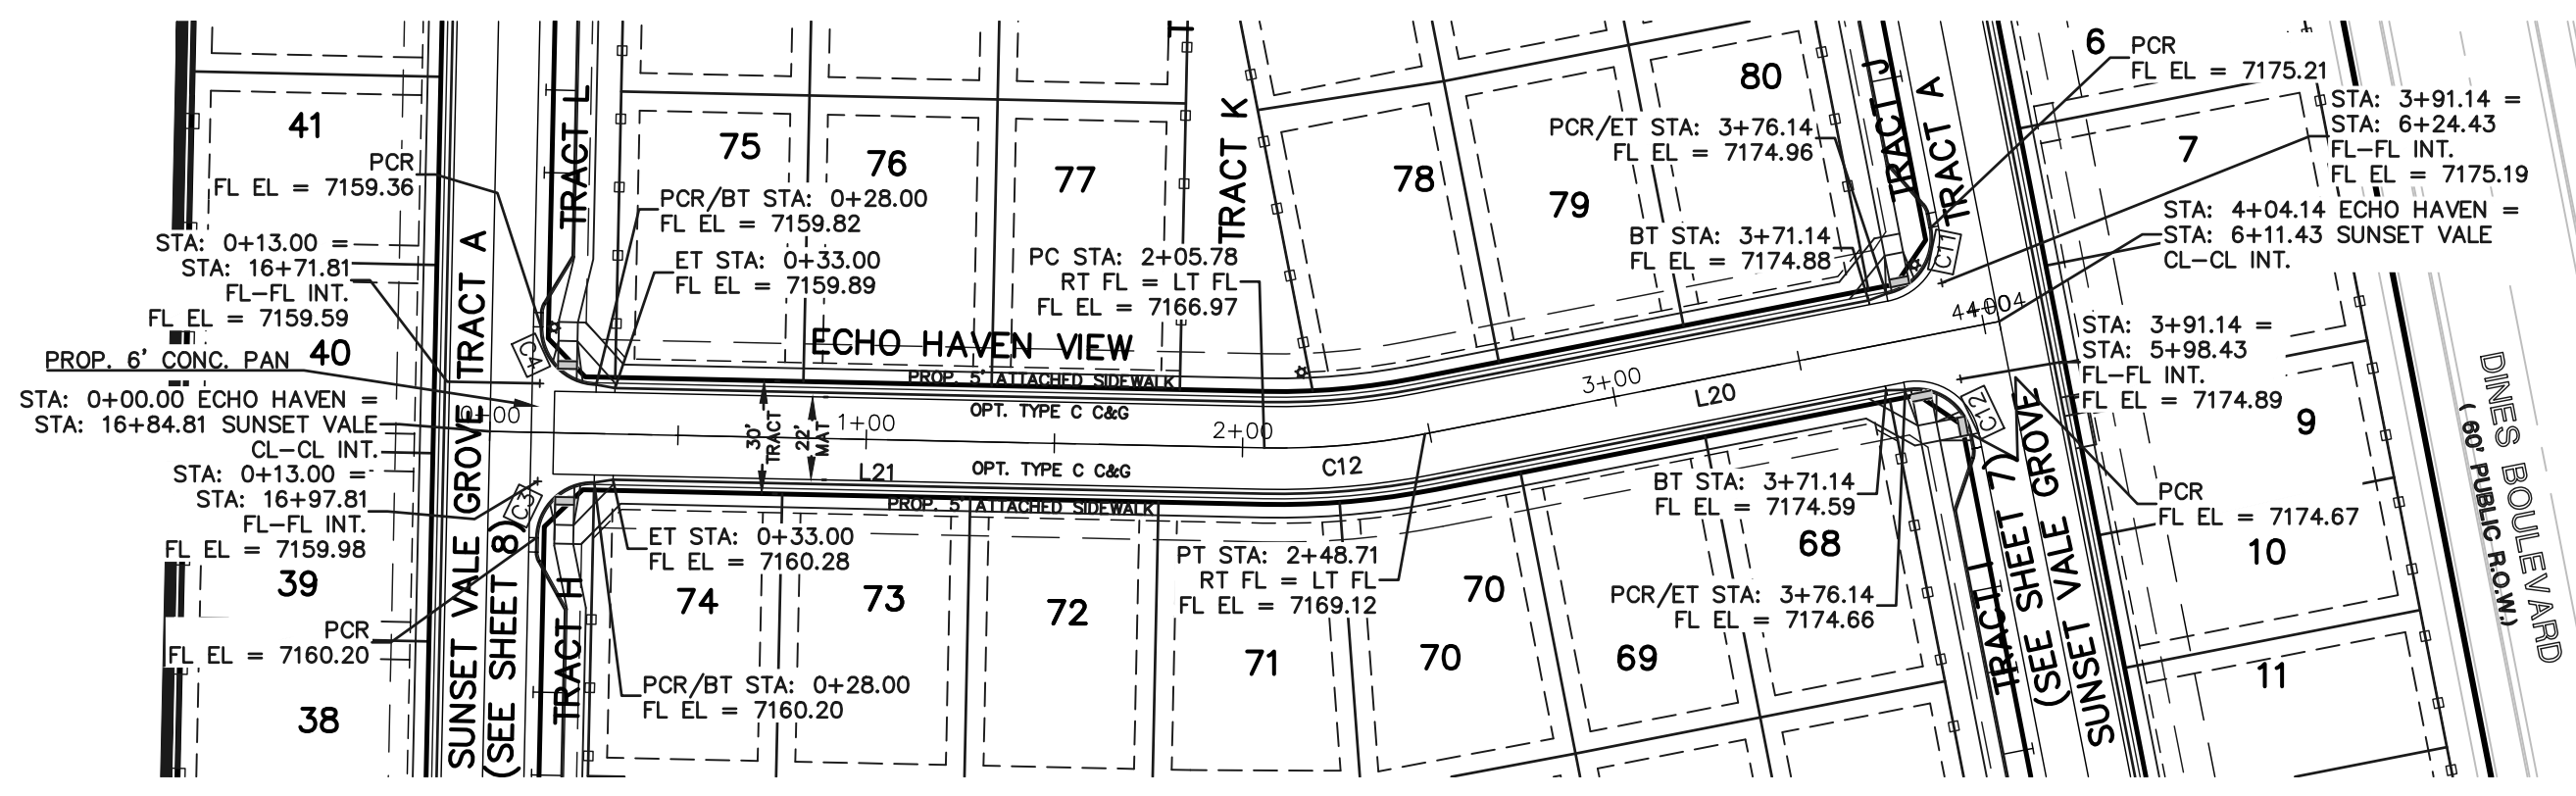 41
PCR
FL EL = 7159.36
STA: 0+13.00 =
STA: 16+71.81
FL-FL INT.
FL EL = 7159.59
PROP. 6' CONC. PAN
40
STA: 0+00.00 ECHO HAVEN =
STA: 16+84.81 SUNSET VALE
CL-CL INT.
STA: 0+13.00 =
STA: 16+97.81
FL-FL INT.
FL EL = 7159.98
39
PCR
FL EL = 7160.20
38
SUNSET VALE GROVE
TRACT A
(SEE SHEET 8)
TRACT L
TRACT H
C4
C3
0+00
75
76
77
T
PCR/BT STA: 0+28.00
FL EL = 7159.82
ET STA: 0+33.00
FL EL = 7159.89
PC STA: 2+05.78
RT FL = LT FL
FL EL = 7166.97
TRACT K
ECHO HAVEN VIEW
PROP. 5' ATTACHED SIDEWALK
OPT. TYPE C C&G
30'
TRACT
22'
MAT
1+00
2+00
3+00
L21
OPT. TYPE C C&G
C12
L20
PROP. 5' ATTACHED SIDEWALK
ET STA: 0+33.00
FL EL = 7160.28
74
73
72
71
70
70
69
68
PCR/BT STA: 0+28.00
FL EL = 7160.20
PT STA: 2+48.71
RT FL = LT FL
FL EL = 7169.12
78
79
80
PCR/ET STA: 3+76.14
FL EL = 7174.96
BT STA: 3+71.14
FL EL = 7174.88
TRACT J
TRACT A
C11
6
PCR
FL EL = 7175.21
7
STA: 3+91.14 =
STA: 6+24.43
FL-FL INT.
FL EL = 7175.19
STA: 4+04.14 ECHO HAVEN =
STA: 6+11.43 SUNSET VALE
CL-CL INT.
STA: 3+91.14 =
STA: 5+98.43
FL-FL INT.
FL EL = 7174.89
9
C12
BT STA: 3+71.14
FL EL = 7174.59
PCR/ET STA: 3+76.14
FL EL = 7174.66
PCR
FL EL = 7174.67
10
11
TRACT I
(SEE SHEET 7)
SUNSET VALE GROVE
DINES BOULEVARD
( 60' PUBLIC R.O.W.)